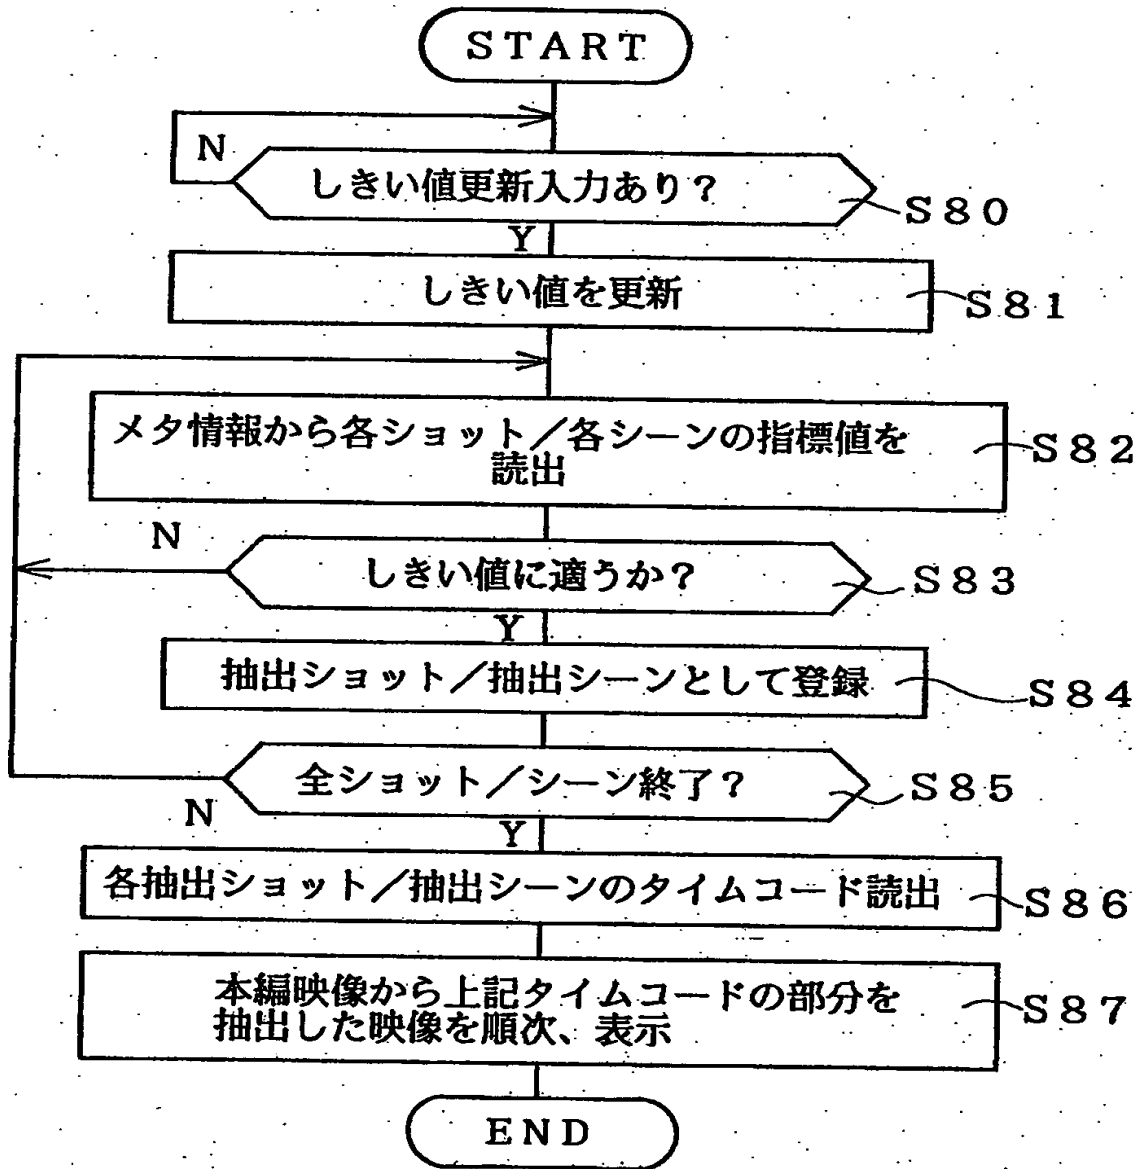 START
N
しきい値更新入力あり?
S80
Y
しきい値を更新
S81
メタ情報から各ショット/各シーンの指標値を
読出
S82
N
しきい値に適うか?
S83
Y
抽出ショット/抽出シーンとして登録
S84
全ショット/シーン終了?
S85
N
Y
各抽出ショット/抽出シーンのタイムコード読出
S86
本編映像から上記タイムコードの部分を
抽出した映像を順次、表示
S87
END